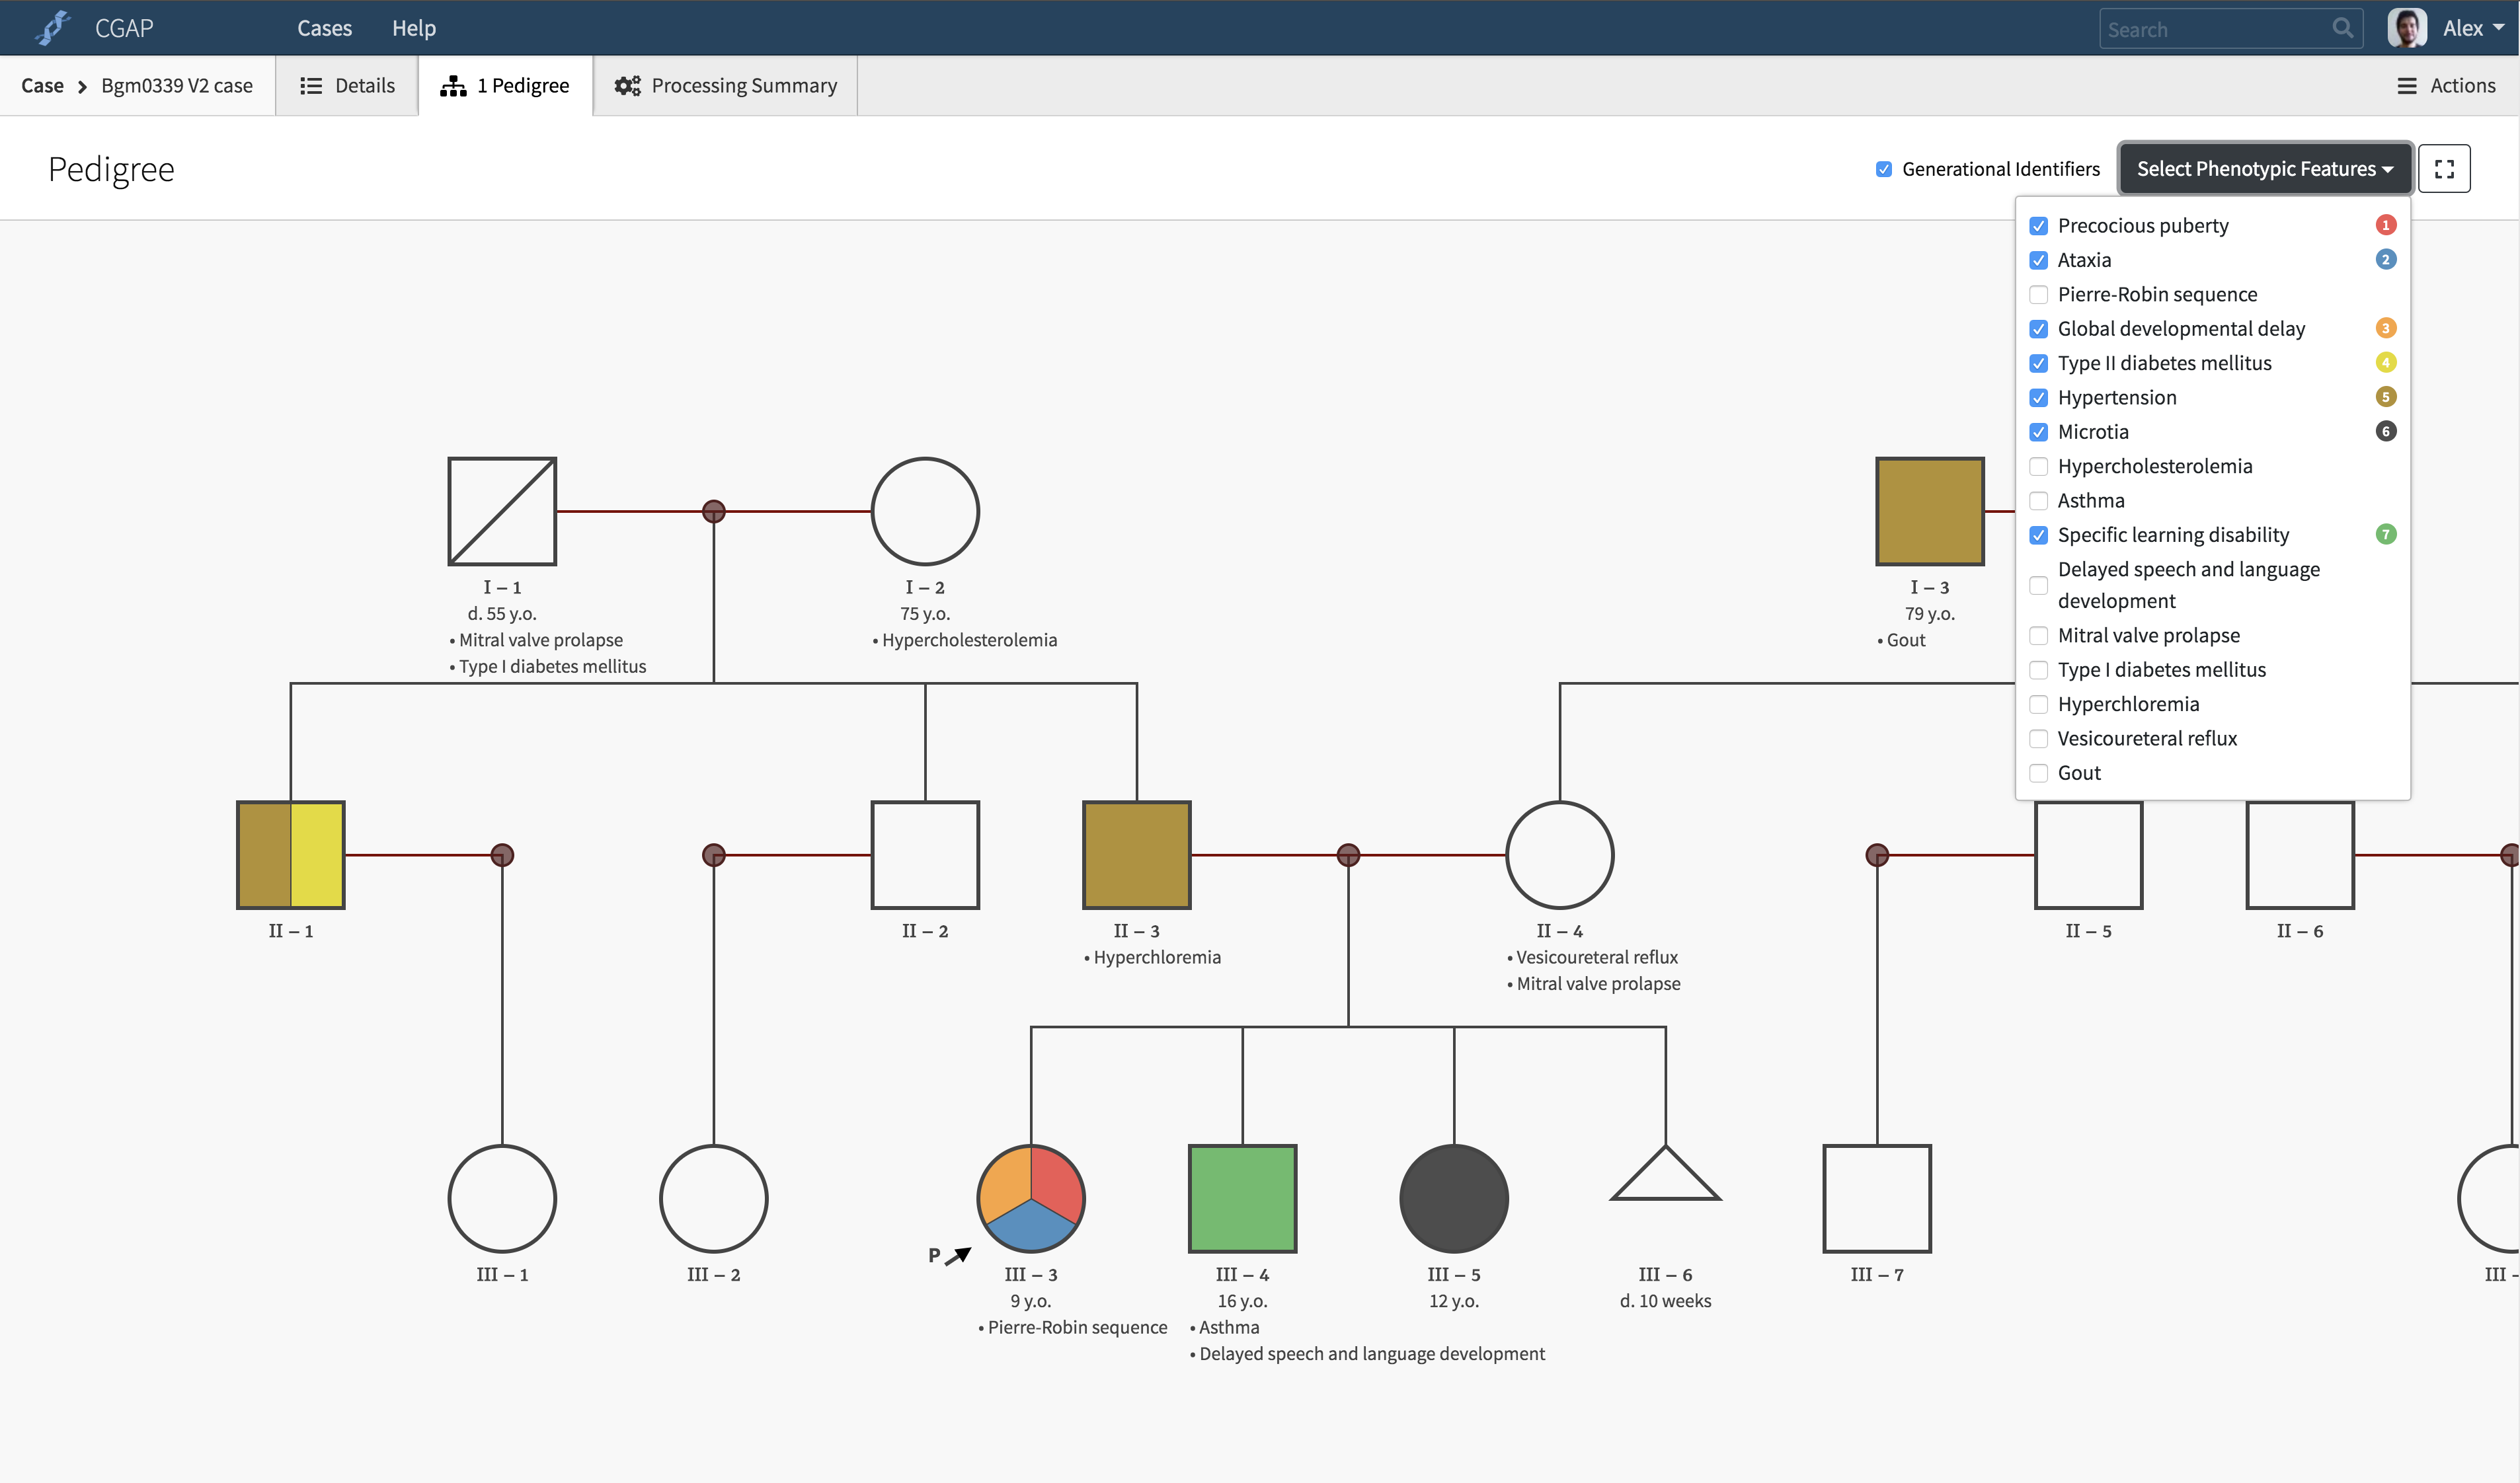 CGAP
Cases
Help
Search
Alex
Case
Bgm0339 V2 case
Details
1 Pedigree
Processing Summary
Actions
Pedigree
Generational Identifiers
Select Phenotypic Features
Precocious puberty 1
Ataxia 2
Pierre-Robin sequence
Global developmental delay 3
Type II diabetes mellitus 4
Hypertension 5
Microtia 6
Hypercholesterolemia
Asthma
Specific learning disability 7
Delayed speech and language
development
Mitral valve prolapse
Type I diabetes mellitus
Hyperchloremia
Vesicoureteral reflux
Gout
I – 1
d. 55 y.o.
• Mitral valve prolapse
• Type I diabetes mellitus
I – 2
75 y.o.
• Hypercholesterolemia
I – 3
79 y.o.
• Gout
II – 1
II – 2
II – 3
• Hyperchloremia
II – 4
• Vesicoureteral reflux
• Mitral valve prolapse
II – 5
II – 6
III – 1
III – 2
P
III – 3
9 y.o.
• Pierre-Robin sequence
III – 4
16 y.o.
• Asthma
• Delayed speech and language development
III – 5
12 y.o.
III – 6
d. 10 weeks
III – 7
III –